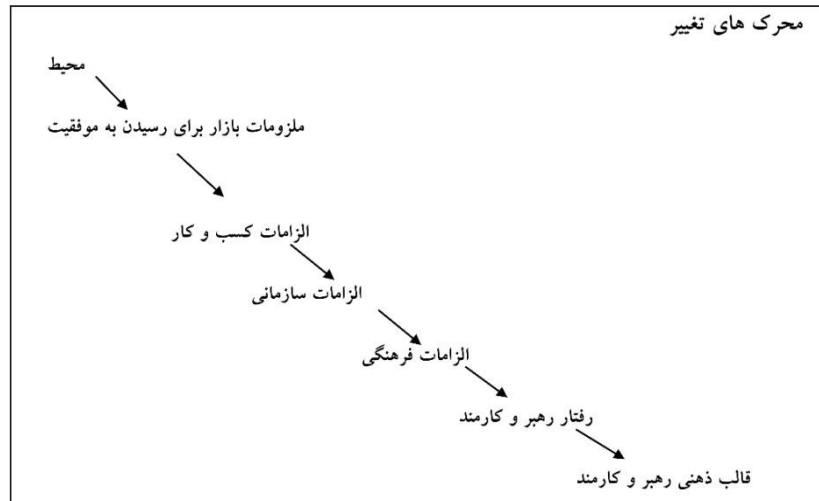 محرک های تغییر
محیط
ملزومات بازار برای رسیدن به موفقیت
الزامات کسب و کار
الزامات سازمانی
الزامات فرهنگی
رفتار رهبر و کارمند
قالب ذهنی رهبر و کارمند